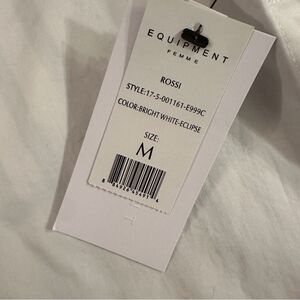 EQUIPMENT
FEMME
ROSSI
STYLE:17-5-001161-E999C
COLOR:BRIGHT WHITE-ECLIPSE
SIZE:
M